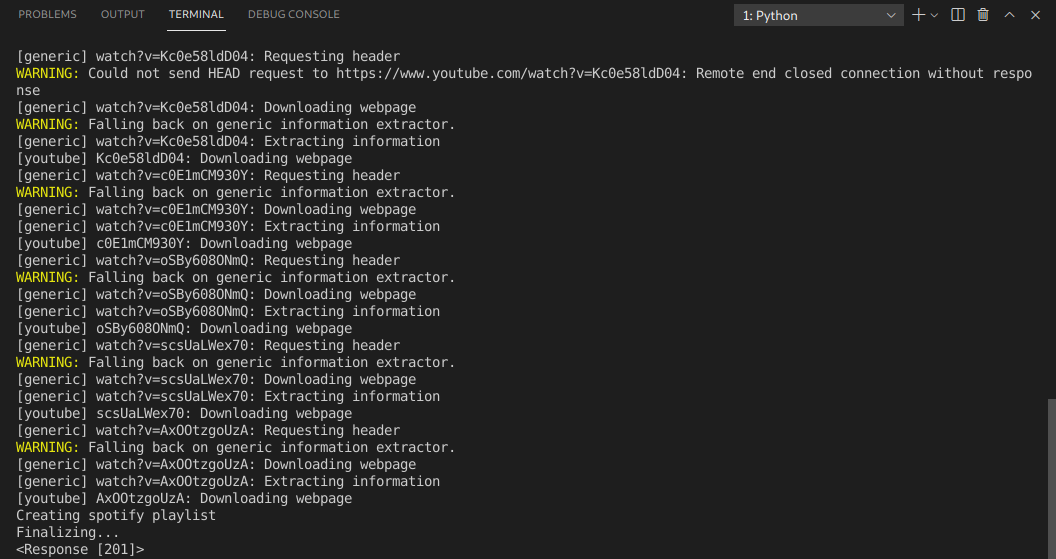 PROBLEMS OUTPUT TERMINAL DEBUG CONSOLE 1: Python
[generic] watch?v=Kc0e58ldD04: Requesting header
WARNING: Could not send HEAD request to https://www.youtube.com/watch?v=Kc0e58ldD04: Remote end closed connection without respo
nse
[generic] watch?v=Kc0e58ldD04: Downloading webpage
WARNING: Falling back on generic information extractor.
[generic] watch?v=Kc0e58ldD04: Extracting information
[youtube] Kc0e58ldD04: Downloading webpage
[generic] watch?v=c0E1mCM930Y: Requesting header
WARNING: Falling back on generic information extractor.
[generic] watch?v=c0E1mCM930Y: Downloading webpage
[generic] watch?v=c0E1mCM930Y: Extracting information
[youtube] c0E1mCM930Y: Downloading webpage
[generic] watch?v=oSBy608ONmQ: Requesting header
WARNING: Falling back on generic information extractor.
[generic] watch?v=oSBy608ONmQ: Downloading webpage
[generic] watch?v=oSBy608ONmQ: Extracting information
[youtube] oSBy608ONmQ: Downloading webpage
[generic] watch?v=scsUaLWex70: Requesting header
WARNING: Falling back on generic information extractor.
[generic] watch?v=scsUaLWex70: Downloading webpage
[generic] watch?v=scsUaLWex70: Extracting information
[youtube] scsUaLWex70: Downloading webpage
[generic] watch?v=AxOOtzgoUzA: Requesting header
WARNING: Falling back on generic information extractor.
[generic] watch?v=AxOOtzgoUzA: Downloading webpage
[generic] watch?v=AxOOtzgoUzA: Extracting information
[youtube] AxOOtzgoUzA: Downloading webpage
Creating spotify playlist
Finalizing...
<Response [201]>